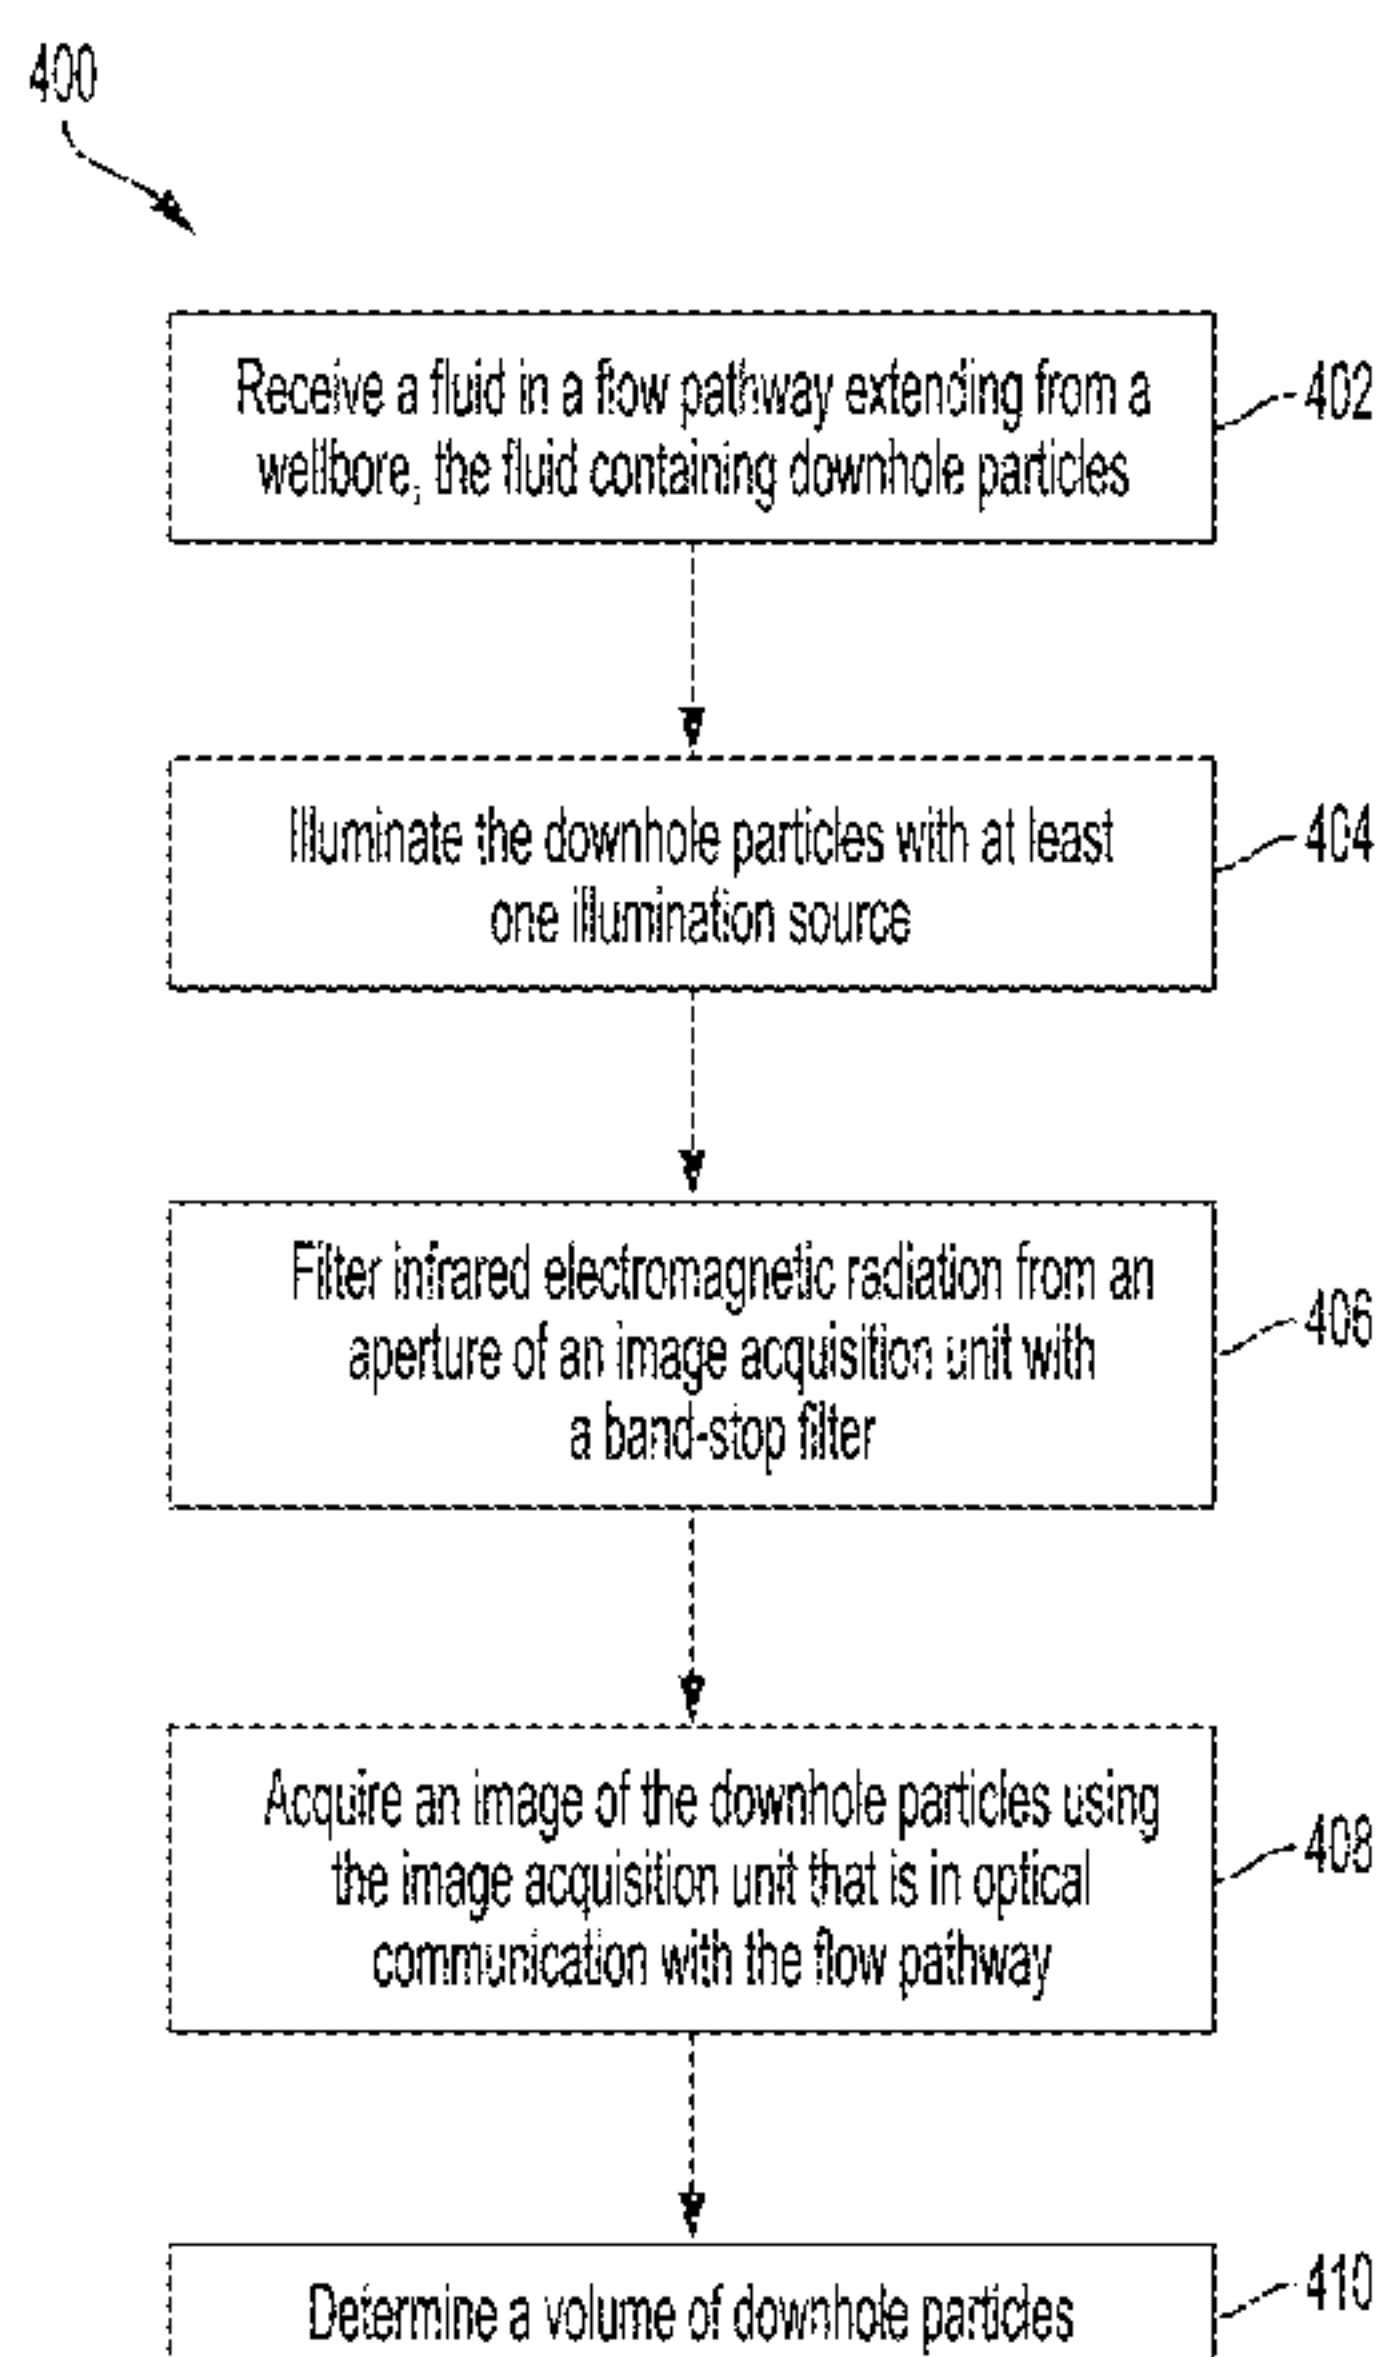 400
Receive a fluid in a flow pathway extending from a
wellbore, the fluid containing downhole particles
402
Illuminate the downhole particles with at least
one illumination source
404
Filter infrared electromagnetic radiation from an
aperture of an image acquisition unit with
a band-stop filter
406
Acquire an image of the downhole particles using
the image acquisition unit that is in optical
communication with the flow pathway
408
Determine a volume of downhole particles
410